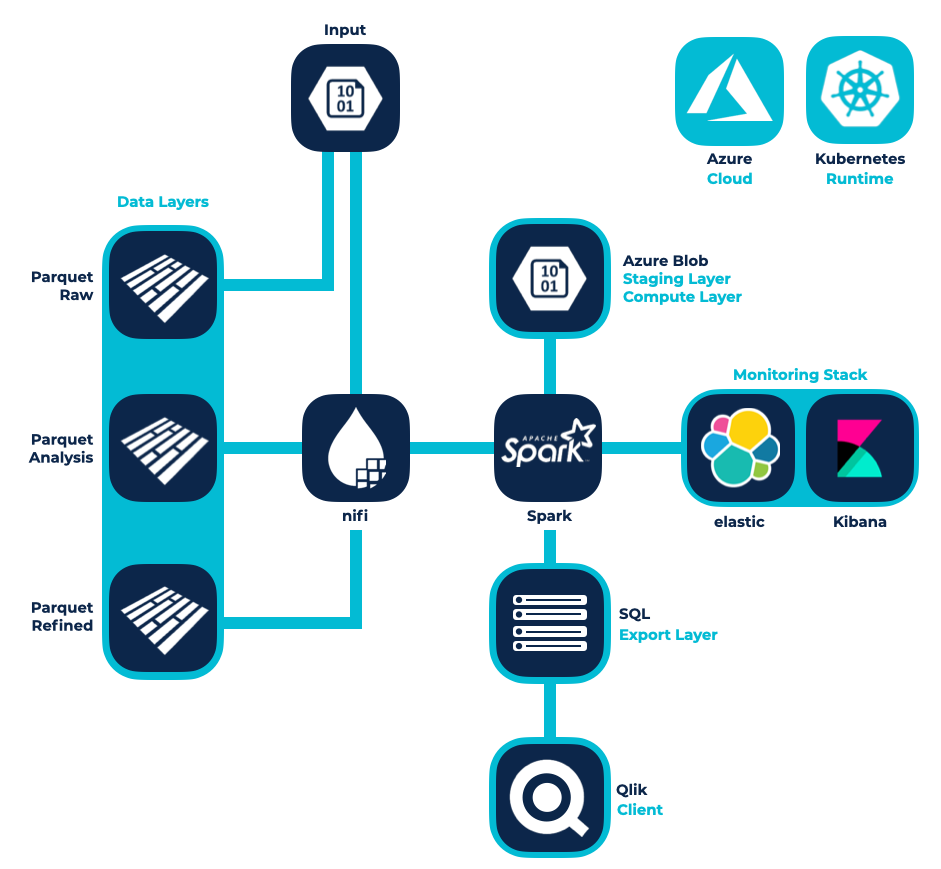 Input
10
01
Azure
Cloud
Kubernetes
Runtime
Data Layers
Parquet
Raw
10
01
Azure Blob
Staging Layer
Compute Layer
Monitoring Stack
Parquet
Analysis
APACHE
Spark
nifi
Spark
elastic
Kibana
Parquet
Refined
SQL
Export Layer
Qlik
Client